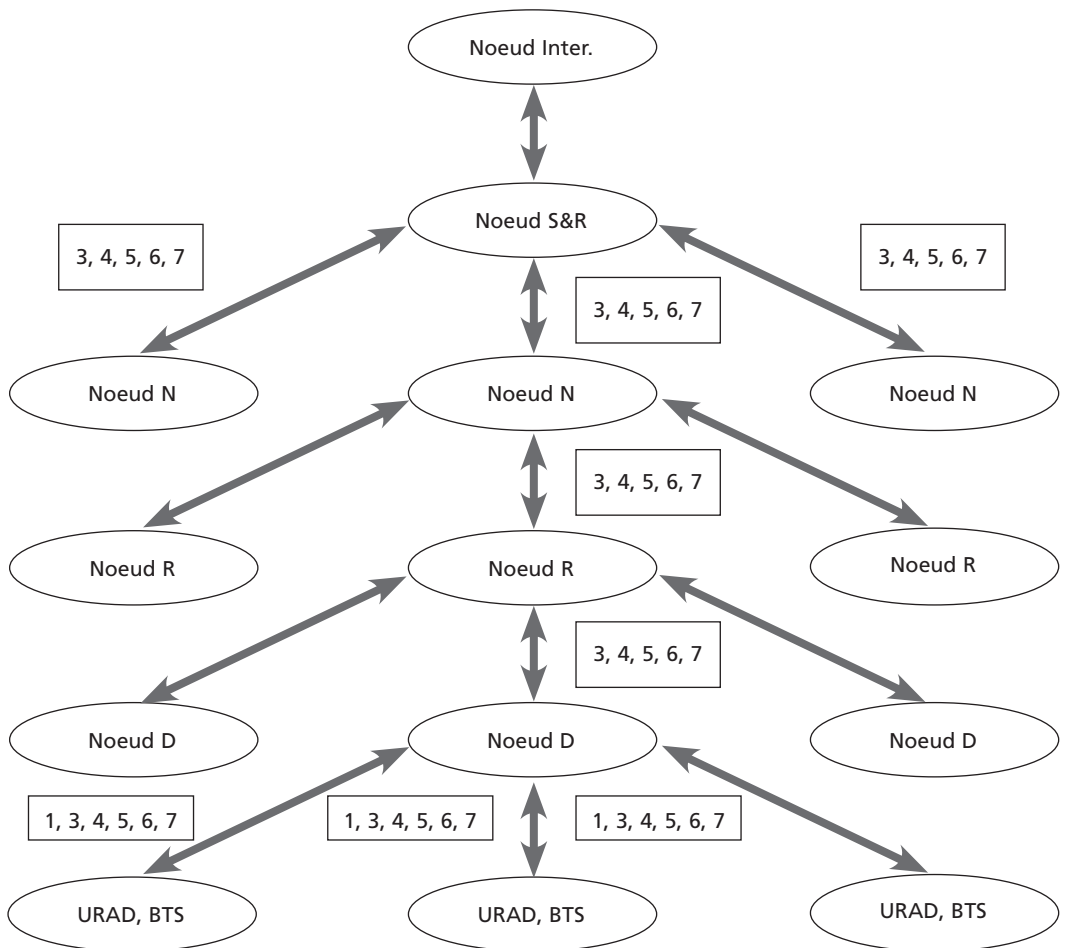 Noeud Inter.
Noeud S&R
3, 4, 5, 6, 7
3, 4, 5, 6, 7
3, 4, 5, 6, 7
Noeud N
Noeud N
Noeud N
3, 4, 5, 6, 7
Noeud R
Noeud R
Noeud R
3, 4, 5, 6, 7
Noeud D
Noeud D
Noeud D
1, 3, 4, 5, 6, 7
1, 3, 4, 5, 6, 7
1, 3, 4, 5, 6, 7
URAD, BTS
URAD, BTS
URAD, BTS